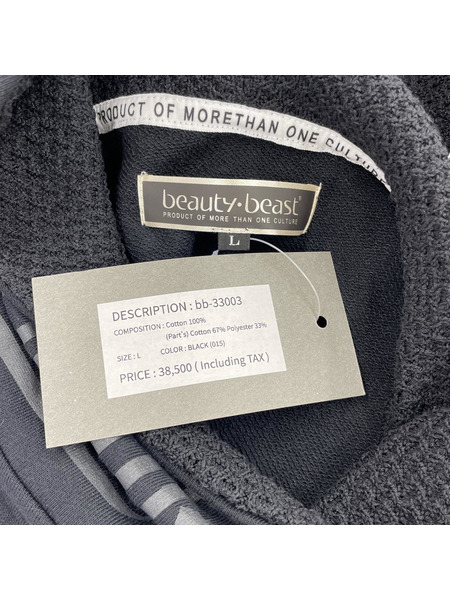 PRODUCT OF MORETHAN ONE CULTURE
beauty•beast®
PRODUCT OF MORE THAN ONE CULTURE
L
DESCRIPTION : bb-33003
COMPOSITION : Cotton 100%
(Part's) Cotton 67% Polyester 33%
SIZE : L COLOR : BLACK (015)
PRICE : 38,500 ( Including TAX )